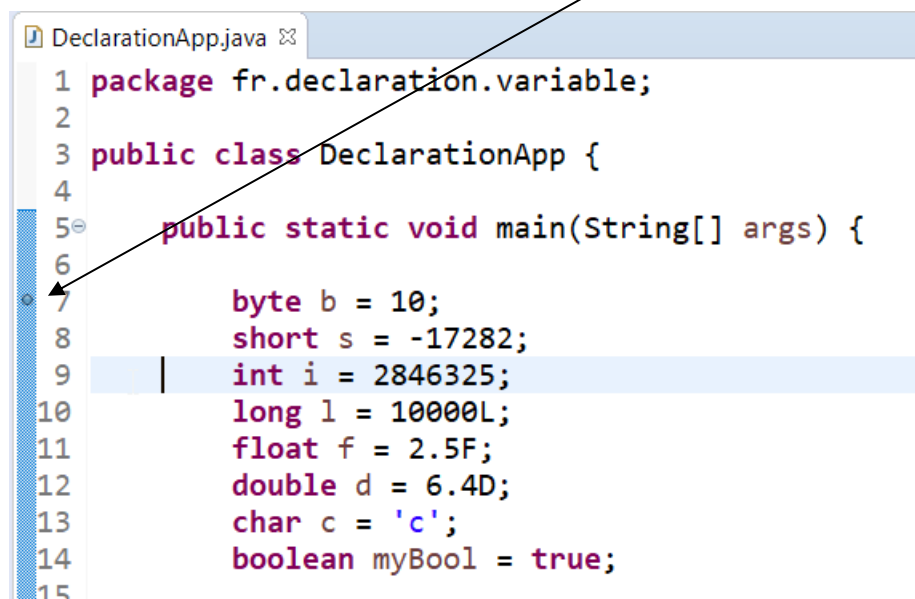 DeclarationApp.java
1 package fr.declaration.variable;
2
3 public class DeclarationApp {
4
5 public static void main(String[] args) {
6
7 byte b = 10;
8 short s = -17282;
9 int i = 2846325;
10 long l = 10000L;
11 float f = 2.5F;
12 double d = 6.4D;
13 char c = 'c';
14 boolean myBool = true;
15